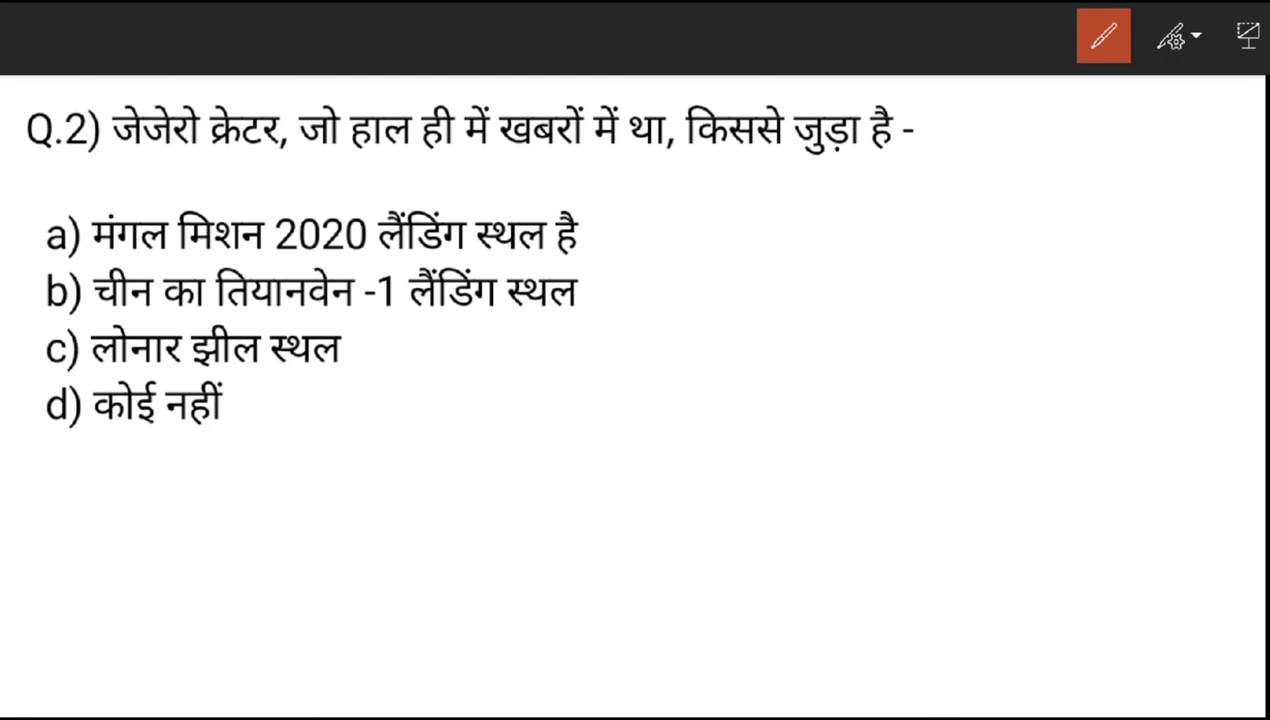 Q.2) जेजेरो क्रेटर, जो हाल ही में खबरों में था, किससे जुड़ा है -
a) मंगल मिशन 2020 लैंडिंग स्थल है
b) चीन का तियानवेन -1 लैंडिंग स्थल
c) लोनार झील स्थल
d) कोई नहीं